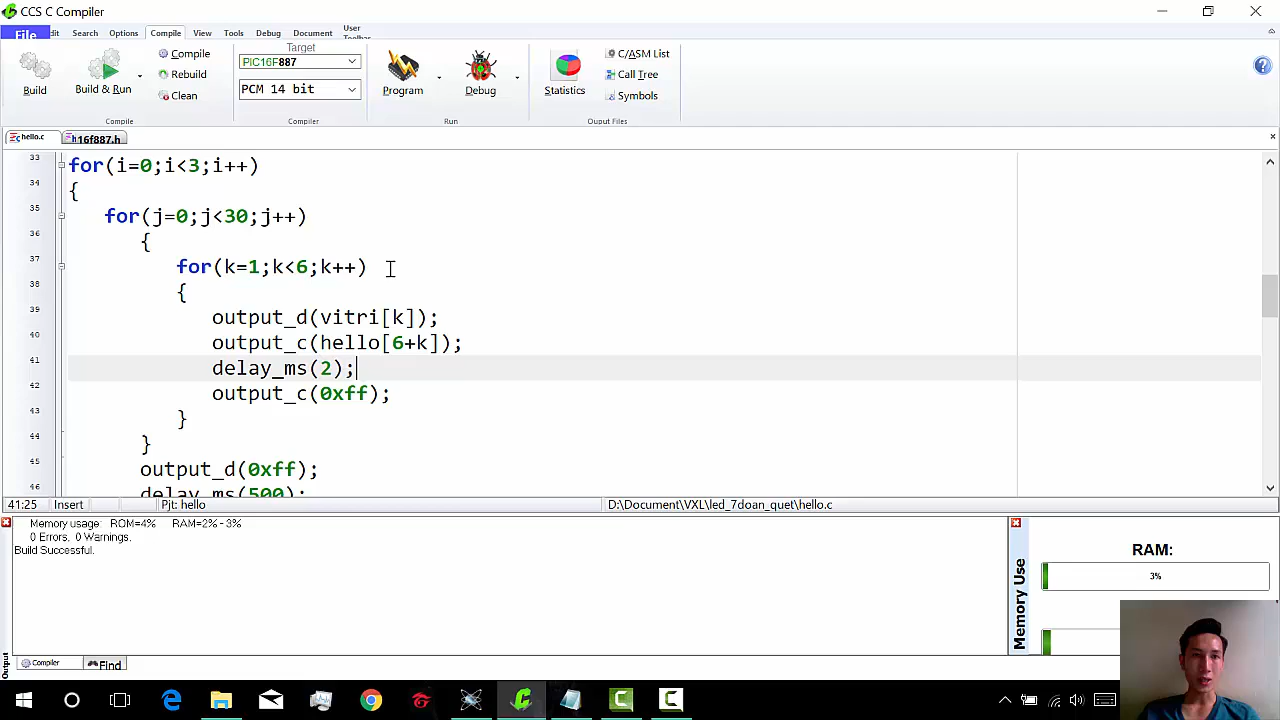 CCS C Compiler
File
dit Search Options Compile View Tools Debug Document User Toolbar
Build
Build & Run
Compile
Rebuild
Clean
Compile
Target
PIC16F887
PCM 14 bit
Compiler
Program
Debug
Run
Statistics
C/ASM List
Call Tree
Symbols
Ouput Files
hello.c 16f887.h
33 for(i=0;i<3;i++)
34 {
35 for(j=0;j<30;j++)
36 {
37 for(k=1;k<6;k++)
38 {
39 output_d(vitri[k]);
40 output_c(hello[6+k]);
41 delay_ms(2);
42 output_c(0xff);
43 }
44 }
45 output_d(0xff);
46 delay_ms(500);
41:25 Insert Pjt: hello D:\Document\VXL\led_7doan_quet\hello.c
Memory usage: ROM=4% RAM=2% - 3%
0 Errors, 0 Warnings.
Build Successful.
Output
Compiler Find
Memory Use
RAM:
3%